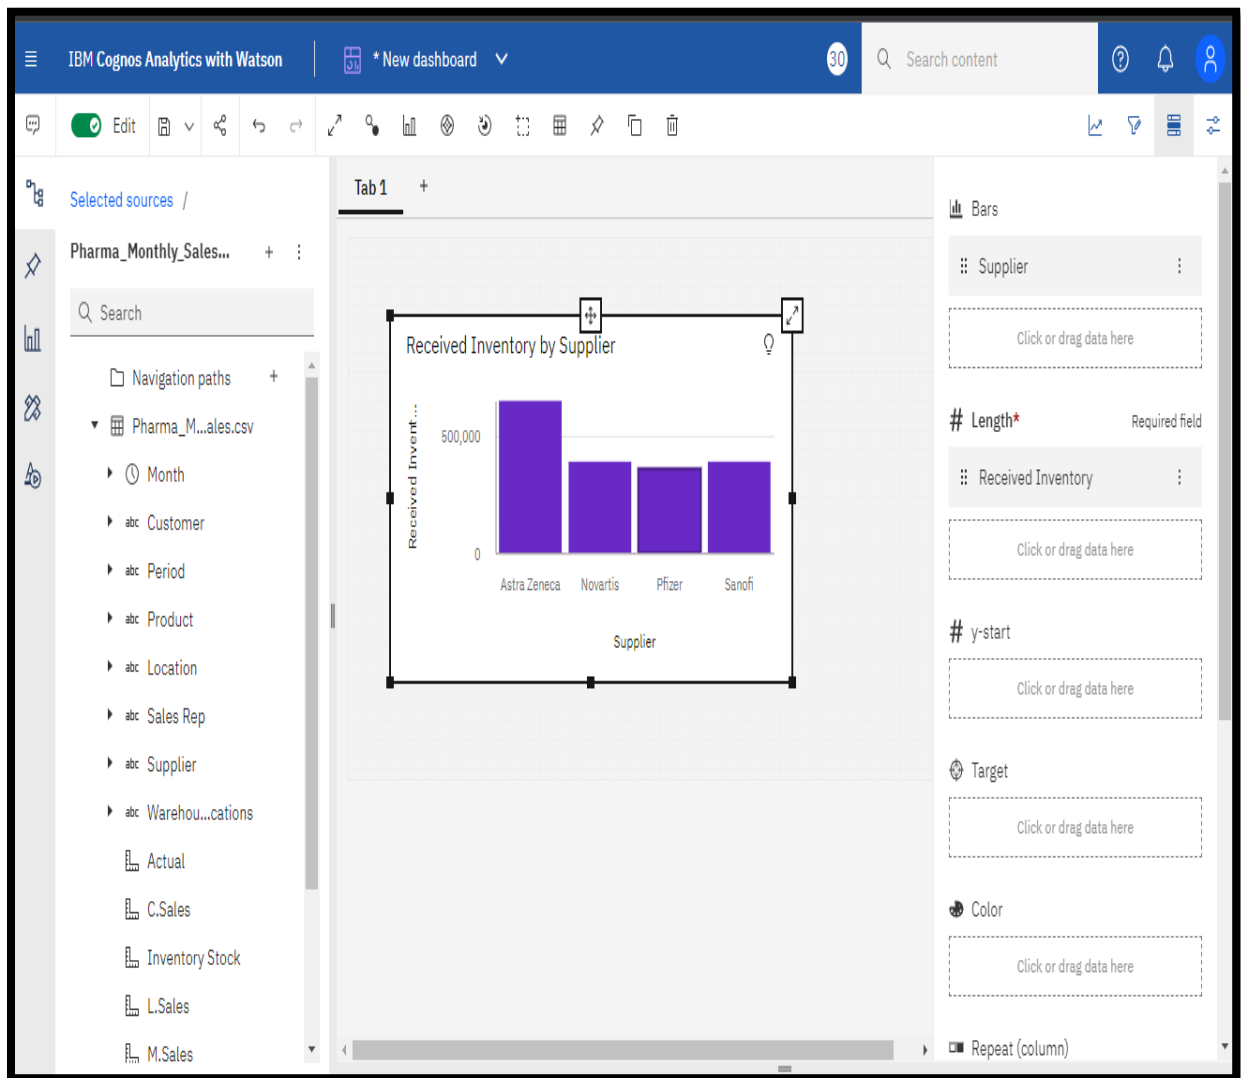 IBM Cognos Analytics with Watson
* New dashboard
30
Search content
Edit
Selected sources /
Pharma_Monthly_Sales...
Search
Navigation paths
Pharma_M...ales.csv
Month
abc Customer
abc Period
abc Product
abc Location
abc Sales Rep
abc Supplier
abc Warehou...cations
Actual
C.Sales
Inventory Stock
L.Sales
M.Sales
Tab 1
Received Inventory by Supplier
Received Invent...
500,000
0
Astra Zeneca Novartis Pfizer Sanofi
Supplier
Bars
Supplier
Click or drag data here
# Length* Required field
Received Inventory
Click or drag data here
# y-start
Click or drag data here
Target
Click or drag data here
Color
Click or drag data here
Repeat (column)